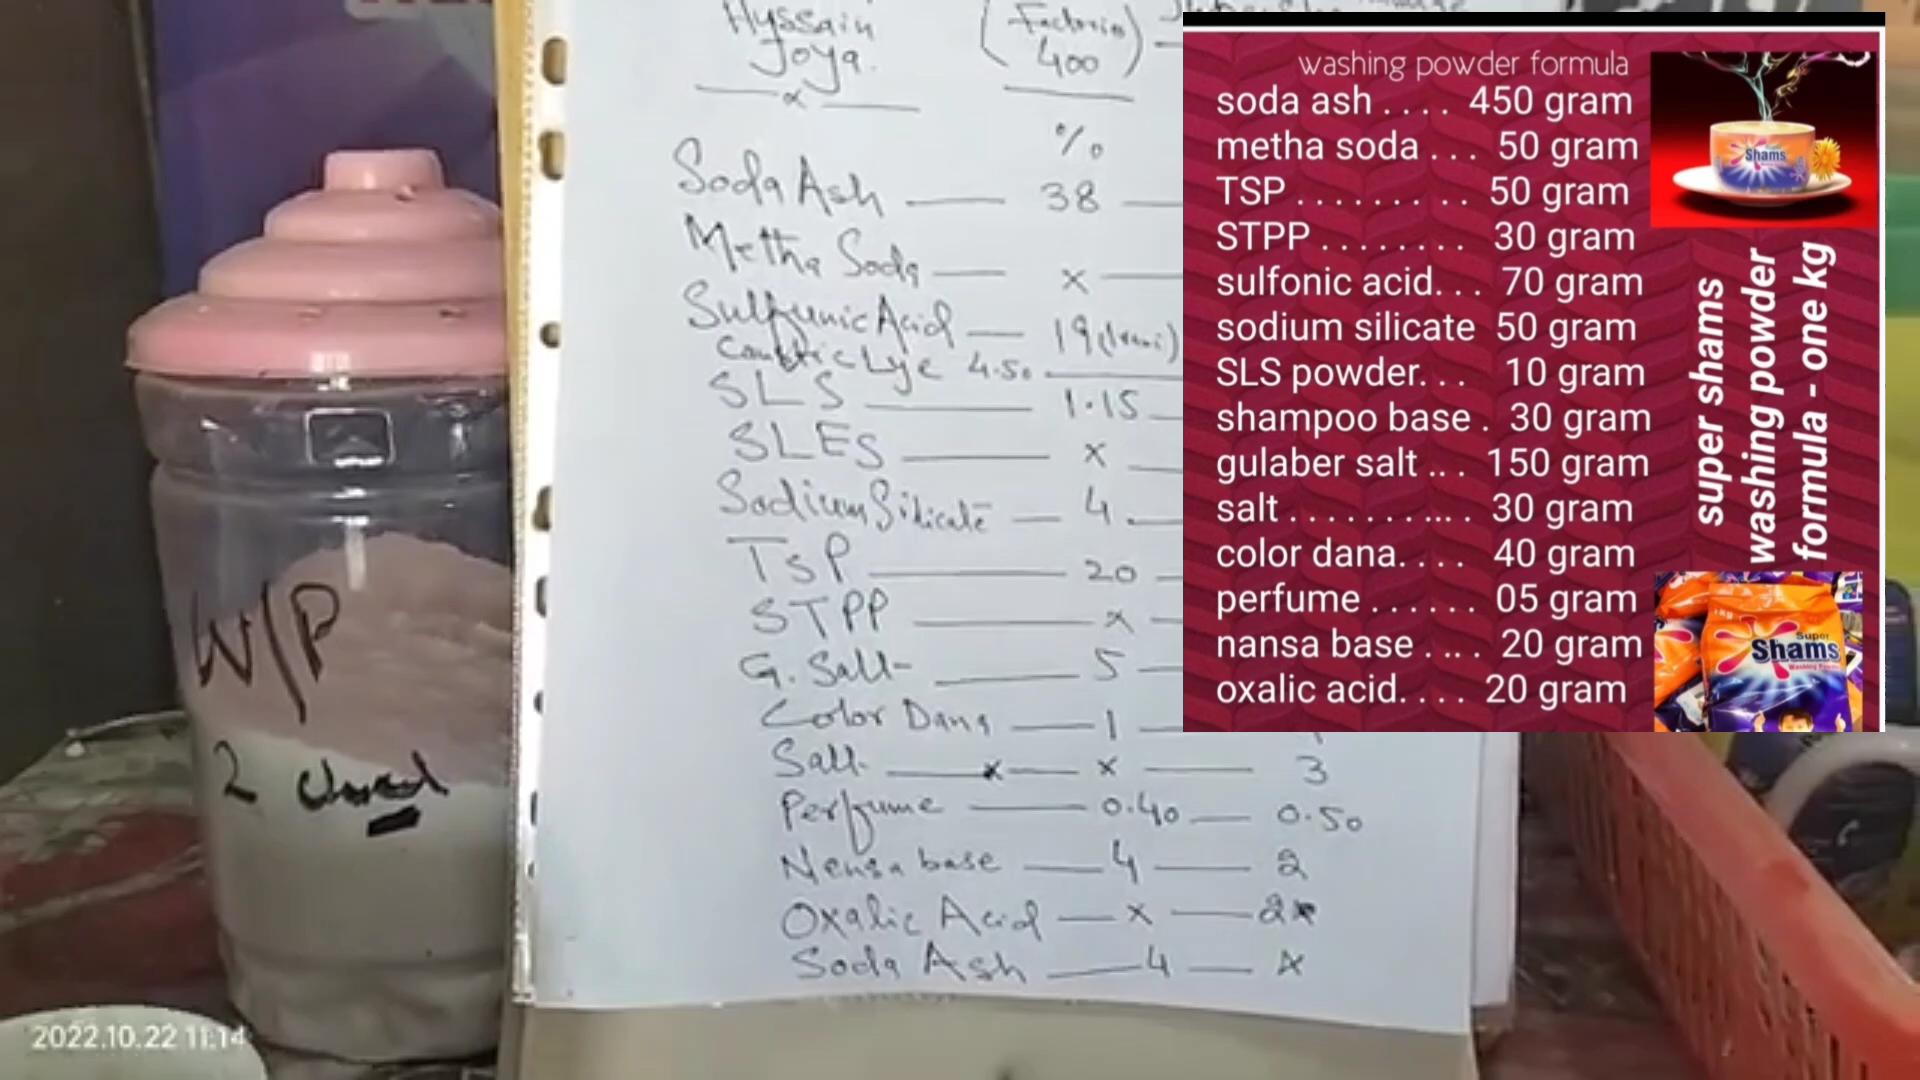 Hyssain
Joya.
(Factorio)
400
%
Soda Ash — 38 —
Metha Soda — x —
Sulfunic Acid — 19
Caustic Lye 4.50
SLS — 1.15 —
SLES — x —
Sodium Silicate — 4 —
TSP — 20 —
STPP — x —
G. Salt — 5 —
Color Dana — 1 —
Salt — x — x — 3
Perfume — 0.40 — 0.50
Nensa base — 4 — 2
Oxalic Acid — x — 2
Soda Ash — 4 — x
W/P
2
2022.10.22 11:14
washing powder formula
soda ash . . . . 450 gram
metha soda . . . 50 gram
TSP . . . . . . . . . 50 gram
STPP . . . . . . . . 30 gram
sulfonic acid. . . 70 gram
sodium silicate 50 gram
SLS powder. . . 10 gram
shampoo base . 30 gram
gulaber salt .. . 150 gram
salt . . . . . . . . ... . 30 gram
color dana. . . . 40 gram
perfume . . . . . . 05 gram
nansa base . .. . 20 gram
oxalic acid. . . . 20 gram
Shams
super shams
washing powder
formula - one kg
Super
Shams